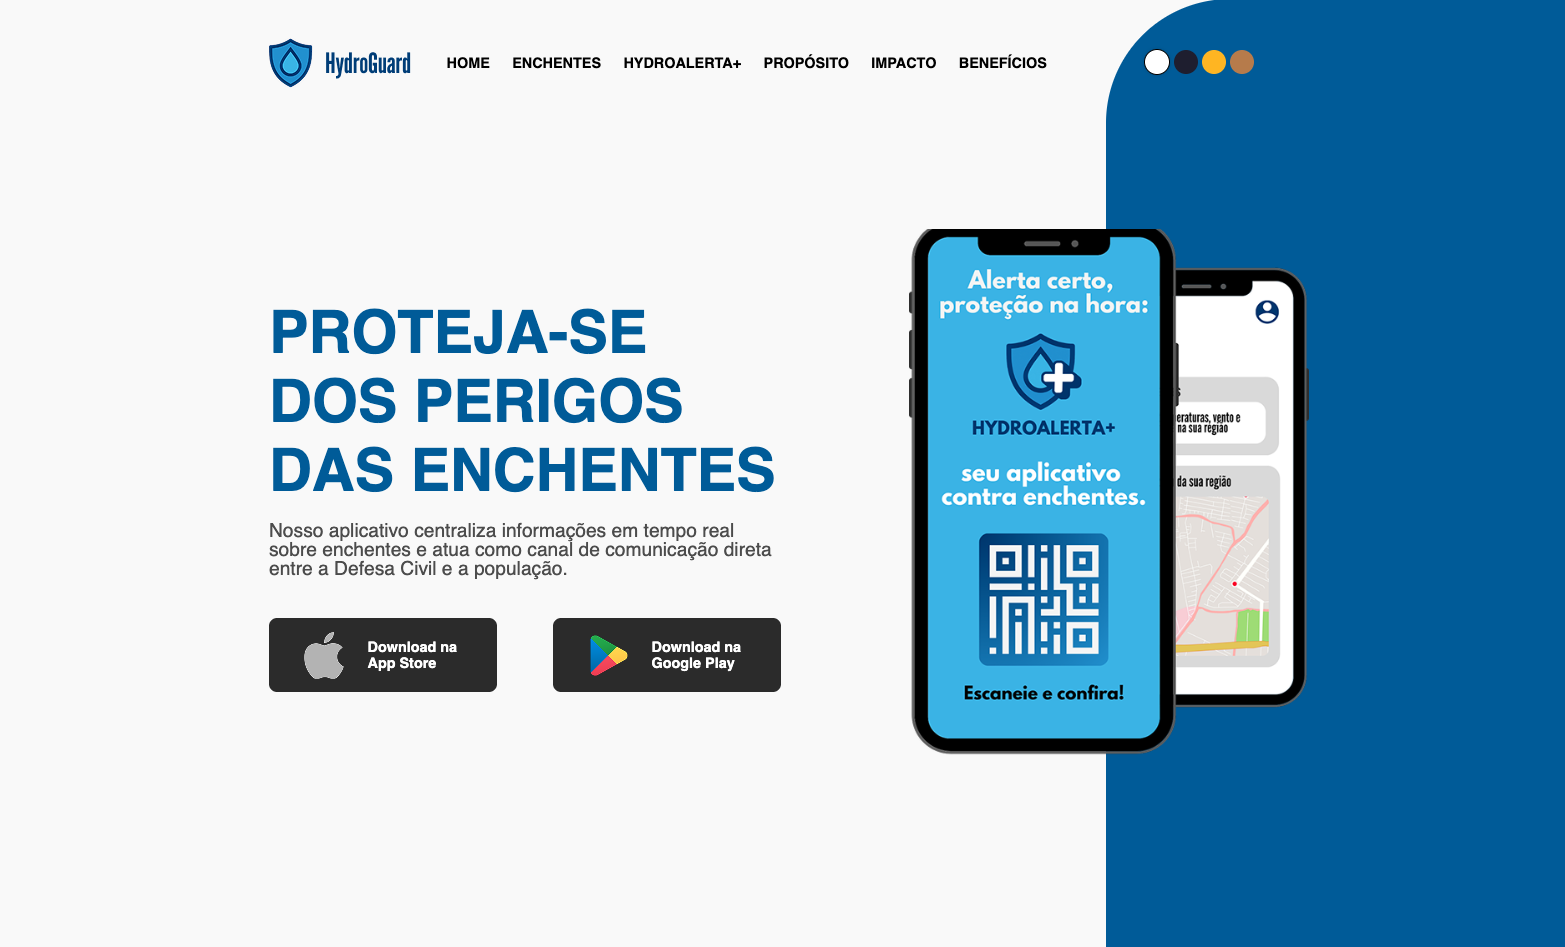 HydroGuard
HOME ENCHENTES HYDROALERTA+ PROPÓSITO IMPACTO BENEFÍCIOS
PROTEJA-SE
DOS PERIGOS
DAS ENCHENTES
Nosso aplicativo centraliza informações em tempo real
sobre enchentes e atua como canal de comunicação direta
entre a Defesa Civil e a população.
Download na
App Store
Download na
Google Play
Alerta certo,
proteção na hora:
HYDROALERTA+
seu aplicativo
contra enchentes.
Escaneie e confira!
vento e
na sua região
da sua região